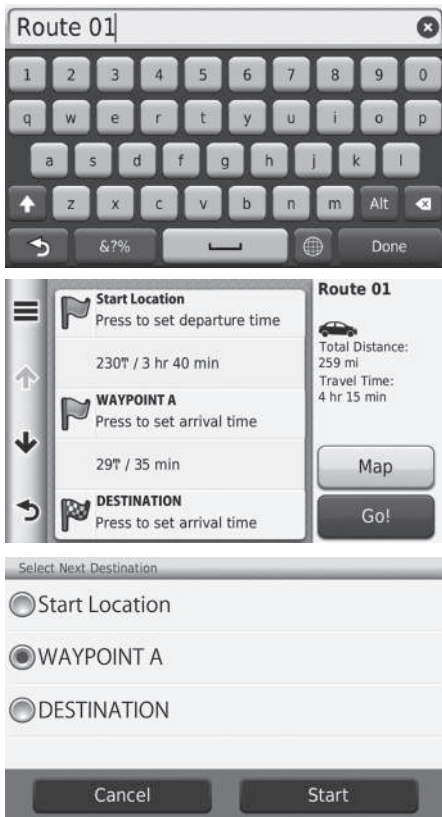 Route 01
1 2 3 4 5 6 7 8 9 0
q w e r t y u i o p
a s d f g h j k l
z x c v b n m Alt
&?% Done
Start Location
Press to set departure time
230 / 3 hr 40 min
WAYPOINT A
Press to set arrival time
29 / 35 min
DESTINATION
Press to set arrival time
Route 01
Total Distance:
259 mi
Travel Time:
4 hr 15 min
Map
Go!
Select Next Destination
Start Location
WAYPOINT A
DESTINATION
Cancel Start